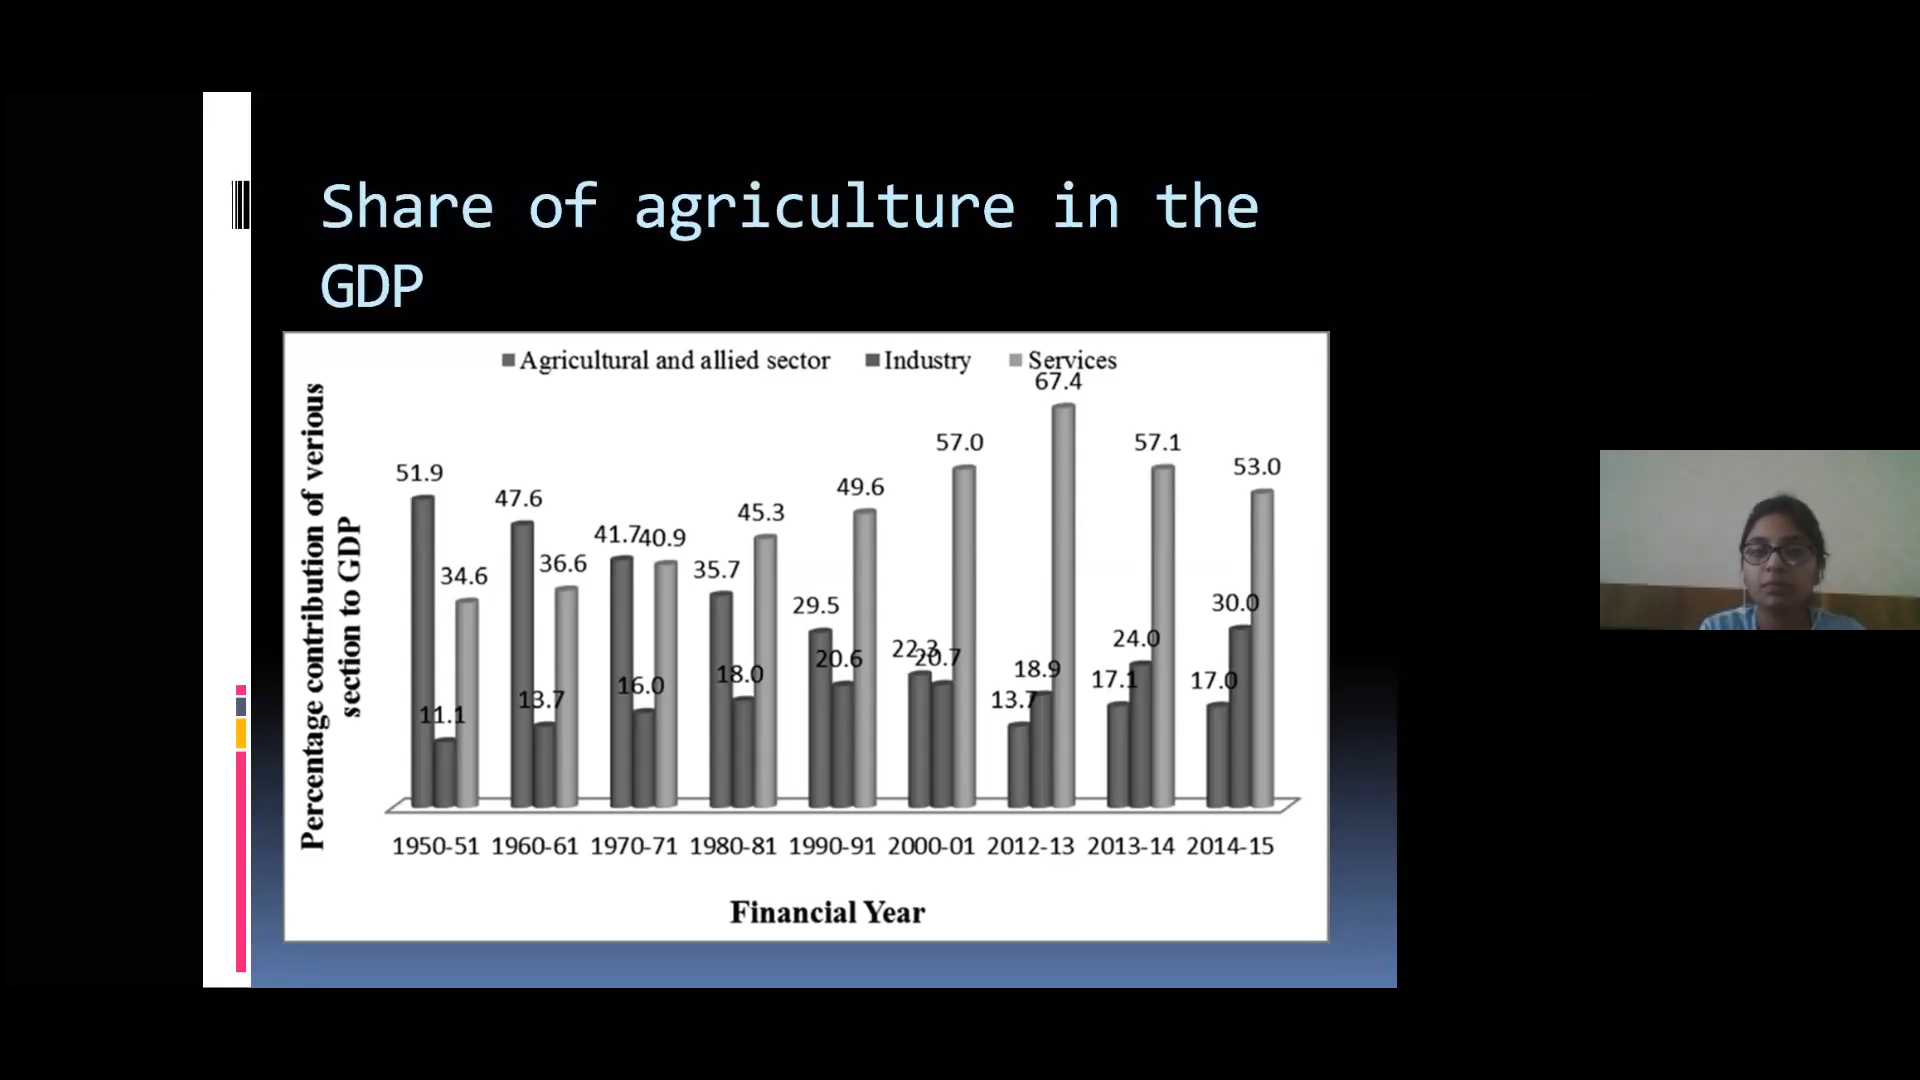 Share of agriculture in the
GDP
Agricultural and allied sector Industry Services
Percentage contribution of verious
section to GDP
51.9 11.1 34.6
47.6 13.7 36.6
41.7 16.0 40.9
35.7 18.0 45.3
29.5 20.6 49.6
22.3 20.7 57.0
13.7 18.9 67.4
17.1 24.0 57.1
17.0 30.0 53.0
1950-51 1960-61 1970-71 1980-81 1990-91 2000-01 2012-13 2013-14 2014-15
Financial Year